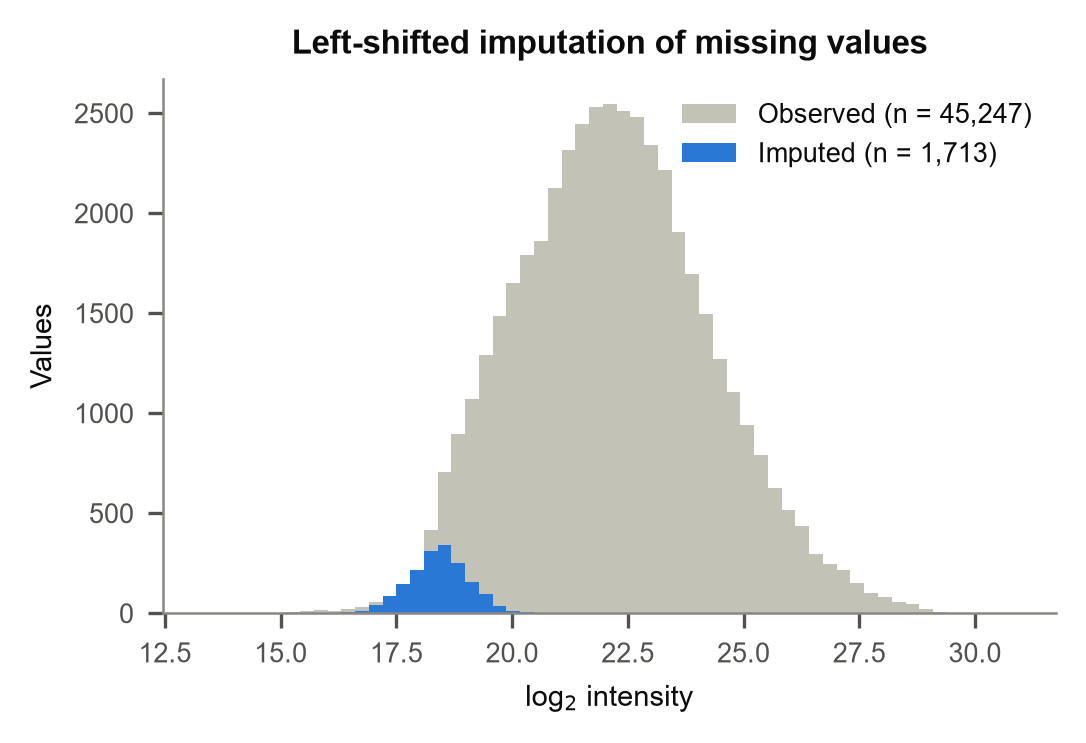 Left-shifted imputation of missing values
Observed (n = 45,247)
Imputed (n = 1,713)
Values
2500
2000
1500
1000
500
0
12.5 15.0 17.5 20.0 22.5 25.0 27.5 30.0
log₂ intensity